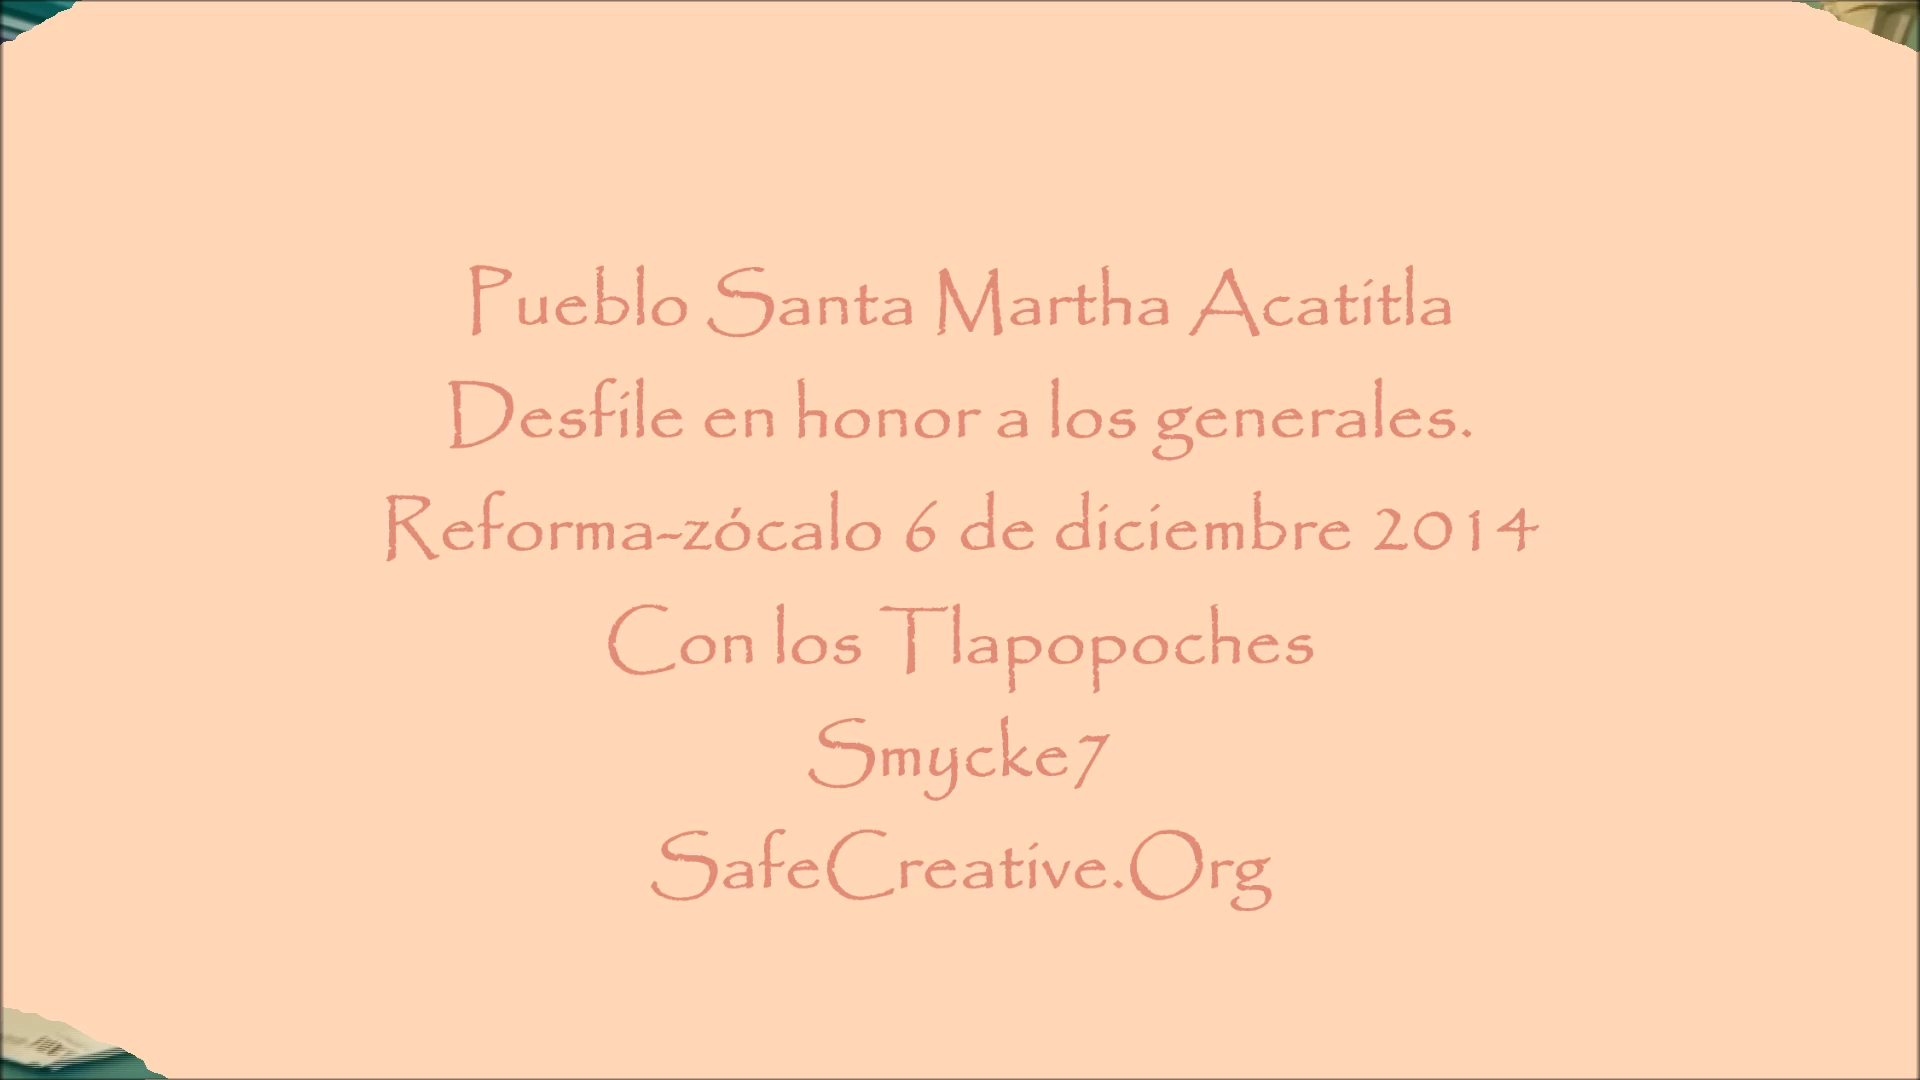 Pueblo Santa Martha Acatitla
Desfile en honor a los generales.
Reforma-zócalo 6 de diciembre 2014
Con los Tlapopoches
Smycke7
SafeCreative.Org